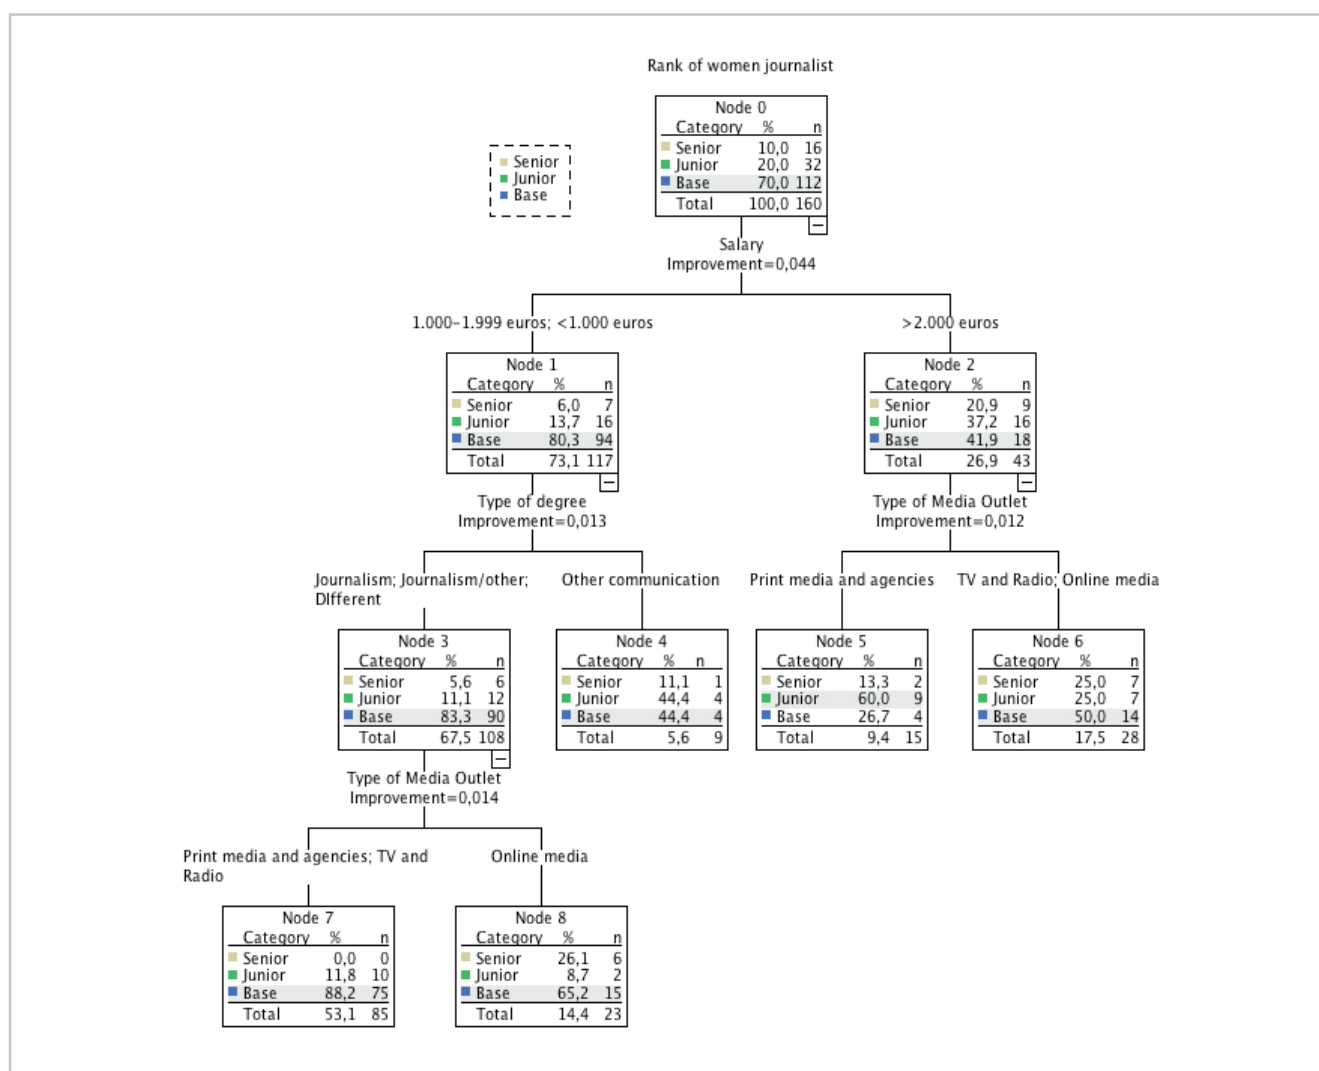 Rank of women journalist
Node 0
Category % n
Senior 10,0 16
Junior 20,0 32
Base 70,0 112
Total 100,0 160
Senior
Junior
Base
Salary
Improvement=0,044
1.000-1.999 euros; <1.000 euros
>2.000 euros
Node 1
Category % n
Senior 6,0 7
Junior 13,7 16
Base 80,3 94
Total 73,1 117
Node 2
Category % n
Senior 20,9 9
Junior 37,2 16
Base 41,9 18
Total 26,9 43
Type of degree
Improvement=0,013
Type of Media Outlet
Improvement=0,012
Journalism; Journalism/other;
DIfferent
Other communication
Print media and agencies
TV and Radio; Online media
Node 3
Category % n
Senior 5,6 6
Junior 11,1 12
Base 83,3 90
Total 67,5 108
Node 4
Category % n
Senior 11,1 1
Junior 44,4 4
Base 44,4 4
Total 5,6 9
Node 5
Category % n
Senior 13,3 2
Junior 60,0 9
Base 26,7 4
Total 9,4 15
Node 6
Category % n
Senior 25,0 7
Junior 25,0 7
Base 50,0 14
Total 17,5 28
Type of Media Outlet
Improvement=0,014
Print media and agencies; TV and
Radio
Online media
Node 7
Category % n
Senior 0,0 0
Junior 11,8 10
Base 88,2 75
Total 53,1 85
Node 8
Category % n
Senior 26,1 6
Junior 8,7 2
Base 65,2 15
Total 14,4 23